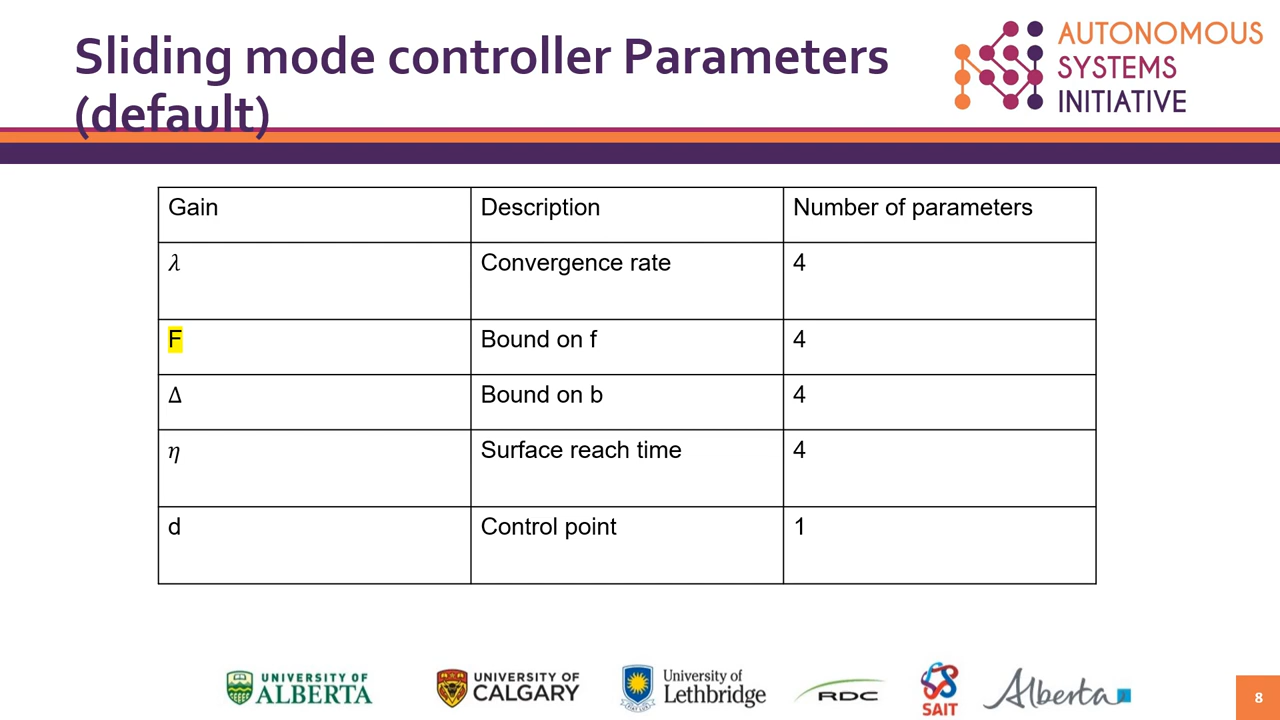 Sliding mode controller Parameters
(default)
AUTONOMOUS
SYSTEMS
INITIATIVE
Gain Description Number of parameters
λ Convergence rate 4
F Bound on f 4
Δ Bound on b 4
η Surface reach time 4
d Control point 1
UNIVERSITY OF
ALBERTA
UNIVERSITY OF
CALGARY
University of
Lethbridge
RDC
SAIT
Alberta
8